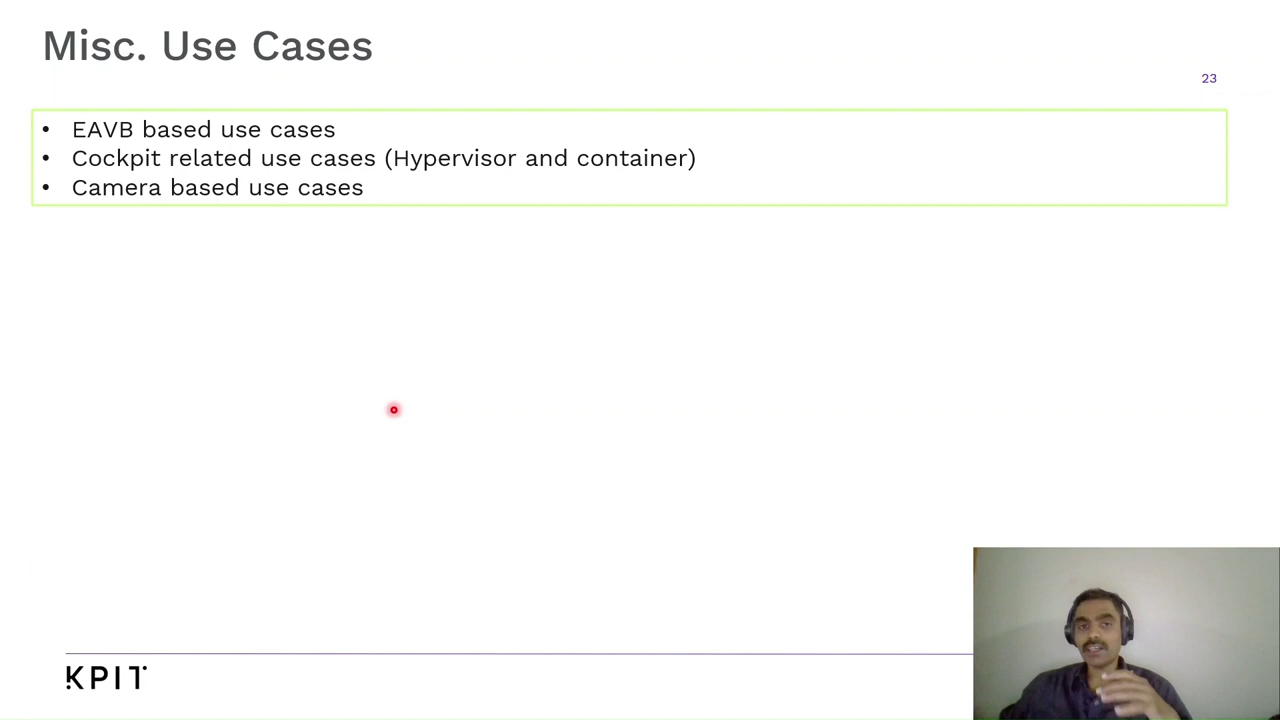 Misc. Use Cases
23
• EAVB based use cases
• Cockpit related use cases (Hypervisor and container)
• Camera based use cases
KPIT